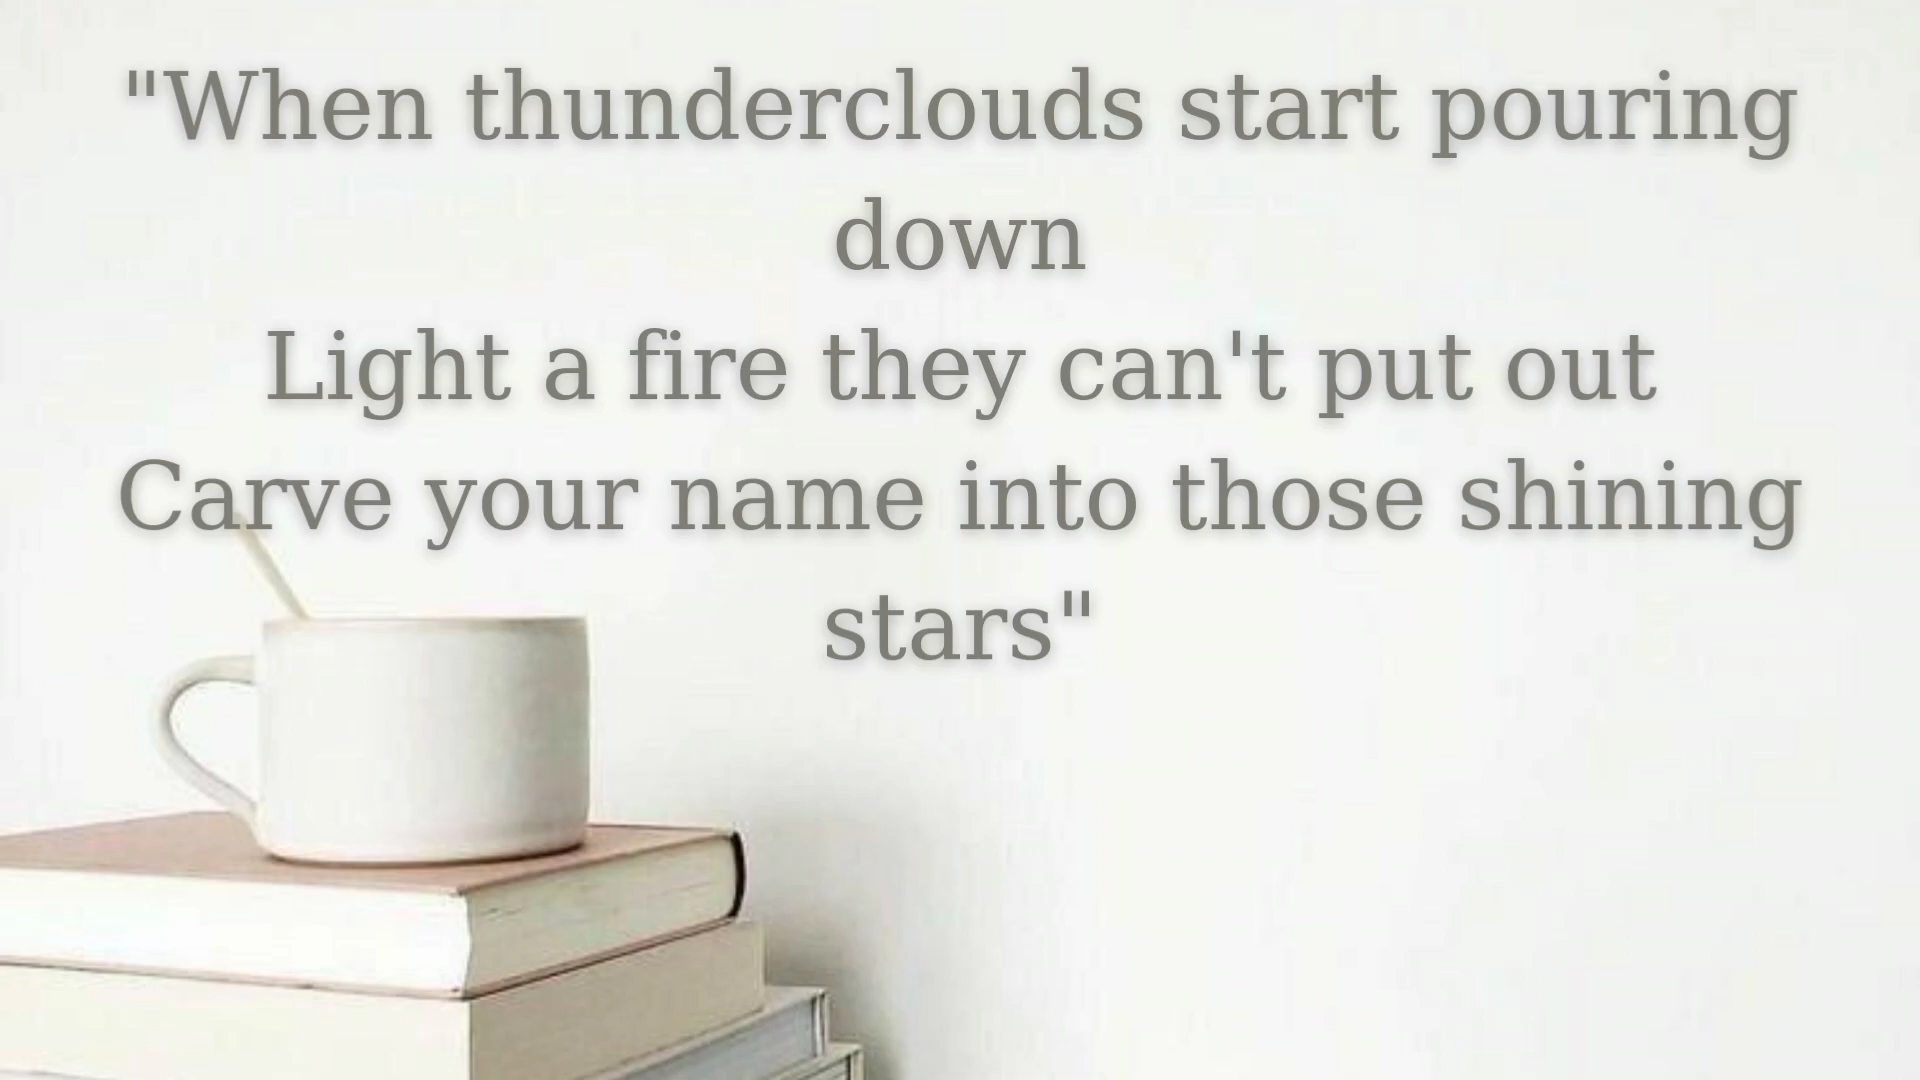 "When thunderclouds start pouring
down
Light a fire they can't put out
Carve your name into those shining
stars"